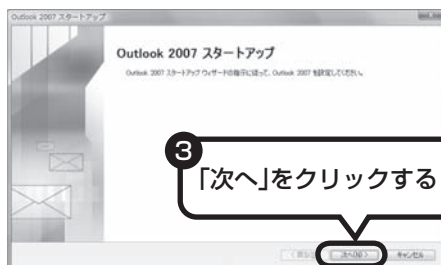 Outlook 2007 スタートアップ
Outlook 2007 スタートアップ
Outlook 2007 スタートアップ ウィザードの指示に従って、Outlook 2007 を設定してください。
3
「次へ」をクリックする
次へ(N) >
キャンセル